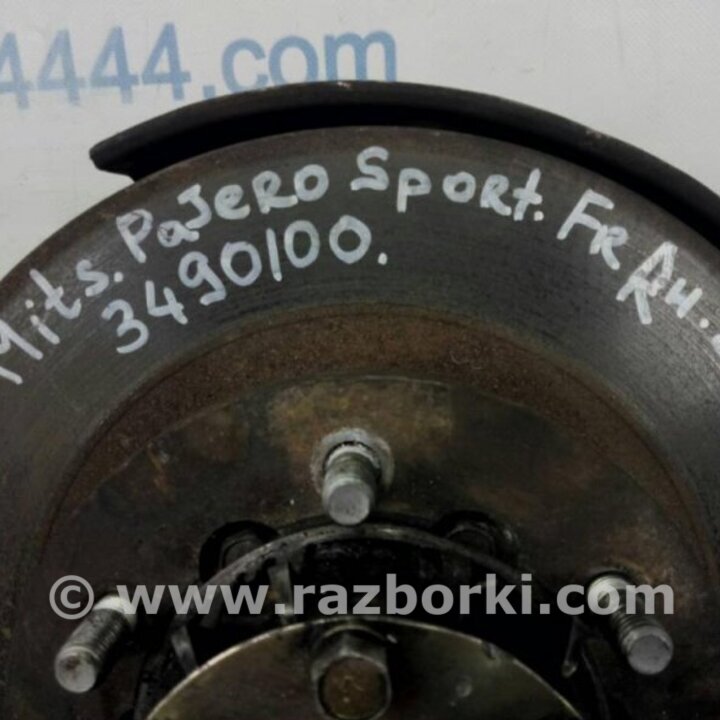 4444.com
Mits. Pajero Sport. FR RH.
3490100.
© www.razborki.com